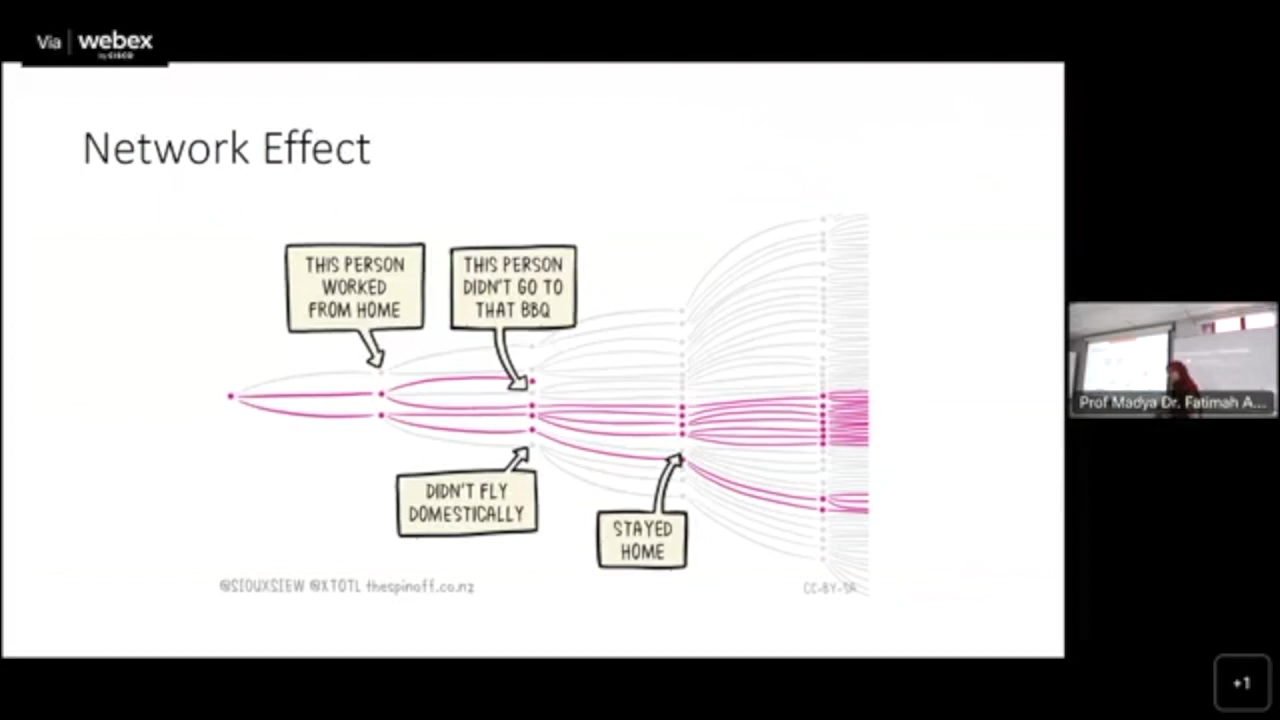 Via | webex
by CISCO
Network Effect
THIS PERSON
WORKED
FROM HOME
THIS PERSON
DIDN'T GO TO
THAT BBQ
DIDN'T FLY
DOMESTICALLY
STAYED
HOME
@SIOUXSIEW @XTOTL thespinoff.co.nz
CC-BY-SA
Prof Madya Dr. Fatimah A...
+1